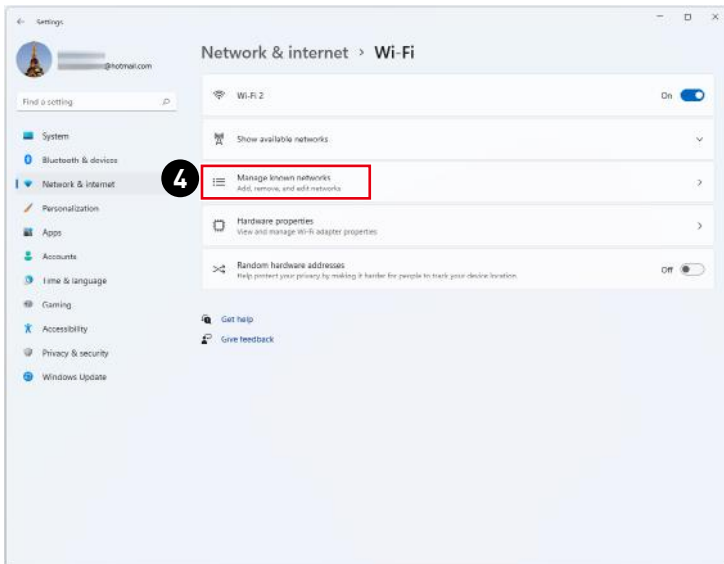 Settings
@hotmail.com
Find a setting
System
Bluetooth & devices
Network & internet
Personalization
Apps
Accounts
Time & language
Gaming
Accessibility
Privacy & security
Windows Update
Network & internet > Wi-Fi
Wi-Fi 2
On
Show available networks
4
Manage known networks
Add, remove, and edit networks
Hardware properties
View and manage Wi-Fi adapter properties
Random hardware addresses
Help protect your privacy by making it harder for people to track your device location
Off
Get help
Give feedback